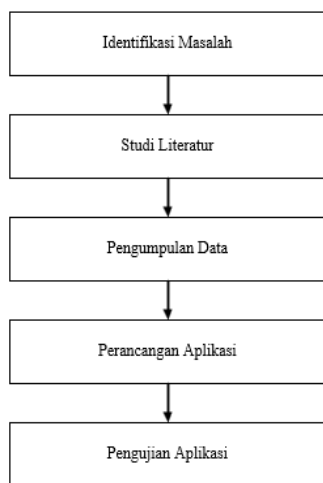 Identifikasi Masalah
Studi Literatur
Pengumpulan Data
Perancangan Aplikasi
Pengujian Aplikasi